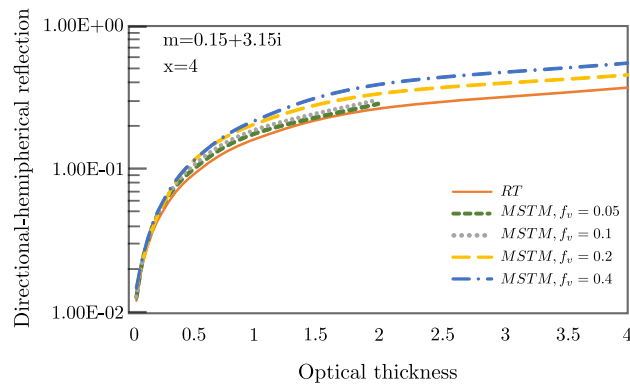 Directional-hemipherical reflection
1.00E+00
1.00E-01
1.00E-02
m=0.15+3.15i
x=4
RT
MSTM, f_v = 0.05
MSTM, f_v = 0.1
MSTM, f_v = 0.2
MSTM, f_v = 0.4
0 0.5 1 1.5 2 2.5 3 3.5 4
Optical thickness